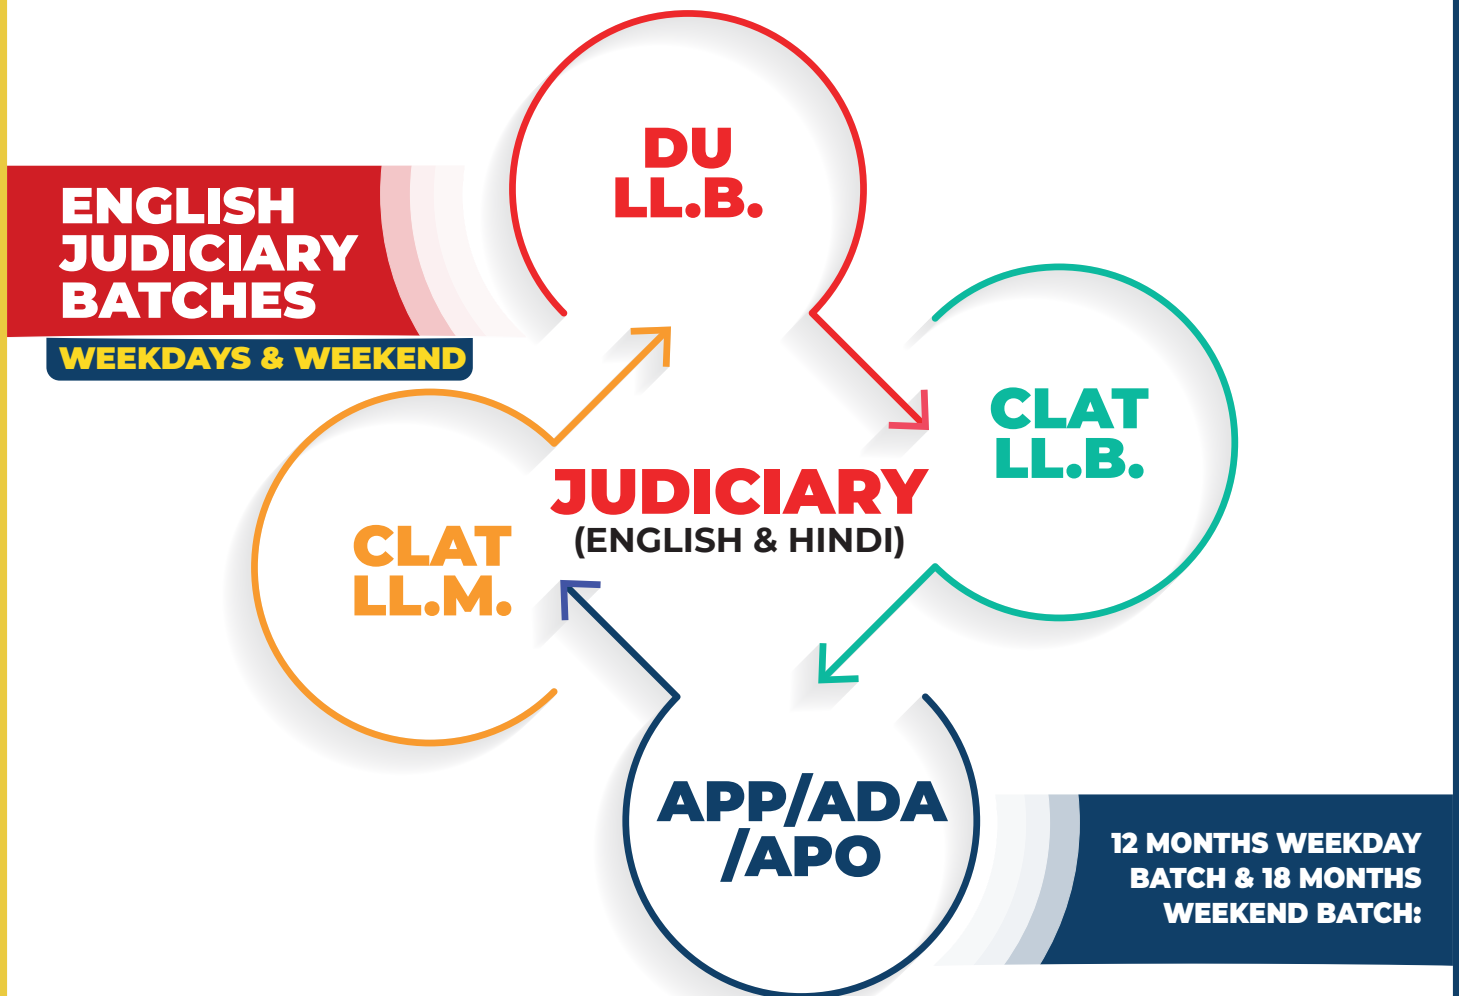 DU
LL.B.
ENGLISH
JUDICIARY
BATCHES
WEEKDAYS & WEEKEND
CLAT
LL.B.
JUDICIARY
(ENGLISH & HINDI)
CLAT
LL.M.
APP/ADA
/APO
12 MONTHS WEEKDAY
BATCH & 18 MONTHS
WEEKEND BATCH: